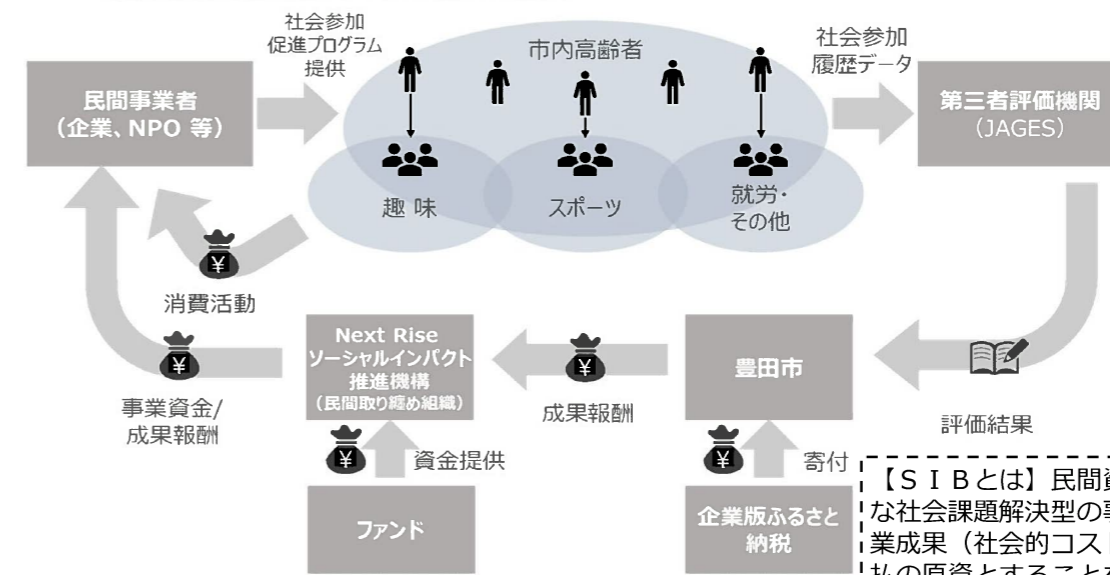 社会参加
促進プログラム
提供
市内高齢者
社会参加
履歴データ
民間事業者
（企業、NPO 等）
第三者評価機関
（JAGES）
趣 味
スポーツ
就労・
その他
¥
消費活動
Next Rise
ソーシャルインパクト
推進機構
（民間取り纏め組織）
豊田市
¥
¥
事業資金/
成果報酬
成果報酬
評価結果
¥
資金提供
¥
寄付
ファンド
企業版ふるさと
納税
【ＳＩＢとは】民間資
な社会課題解決型の事
業成果（社会的コスト